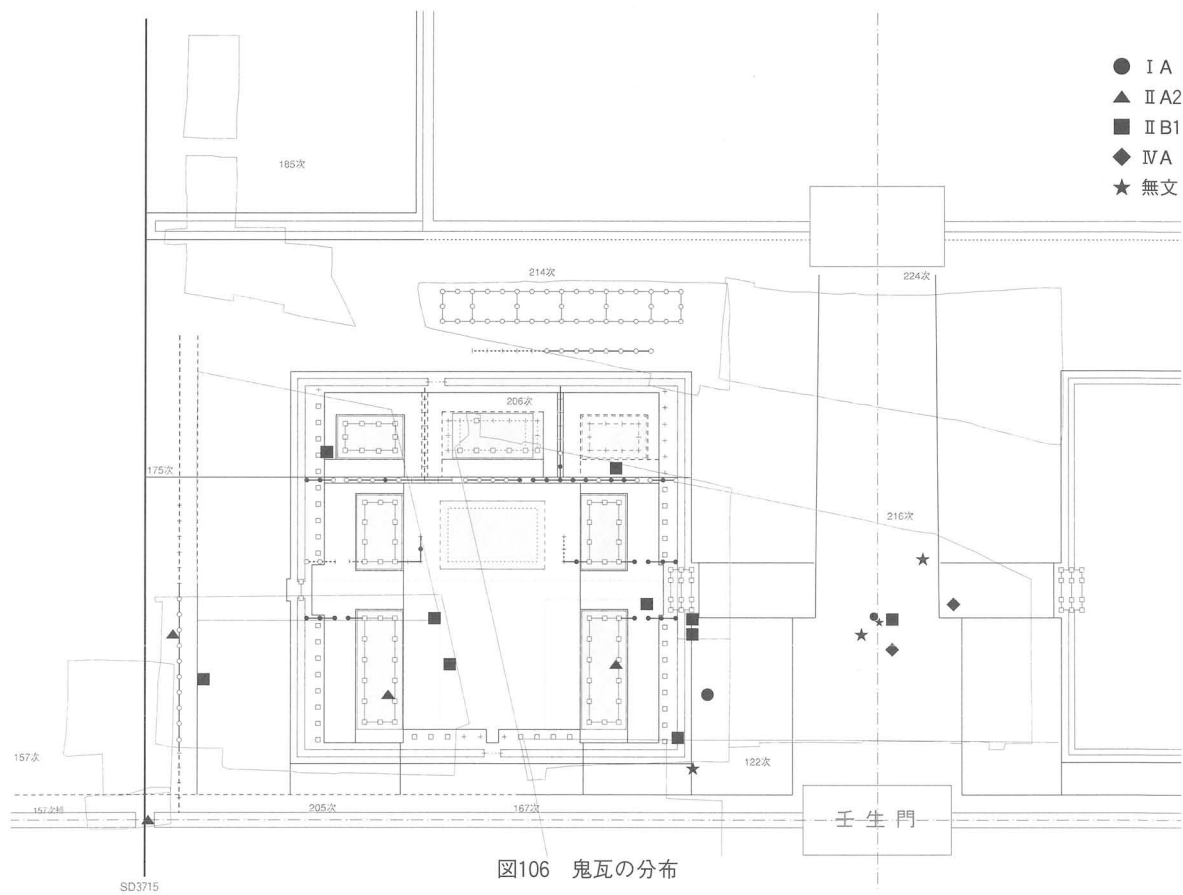 ● ⅠA
▲ ⅡA2
■ ⅡB1
◆ ⅣA
★ 無文
185次
214次
224次
206次
175次
216次
157次
122次
157次補
205次
167次
壬生門
図106 鬼瓦の分布
SD3715